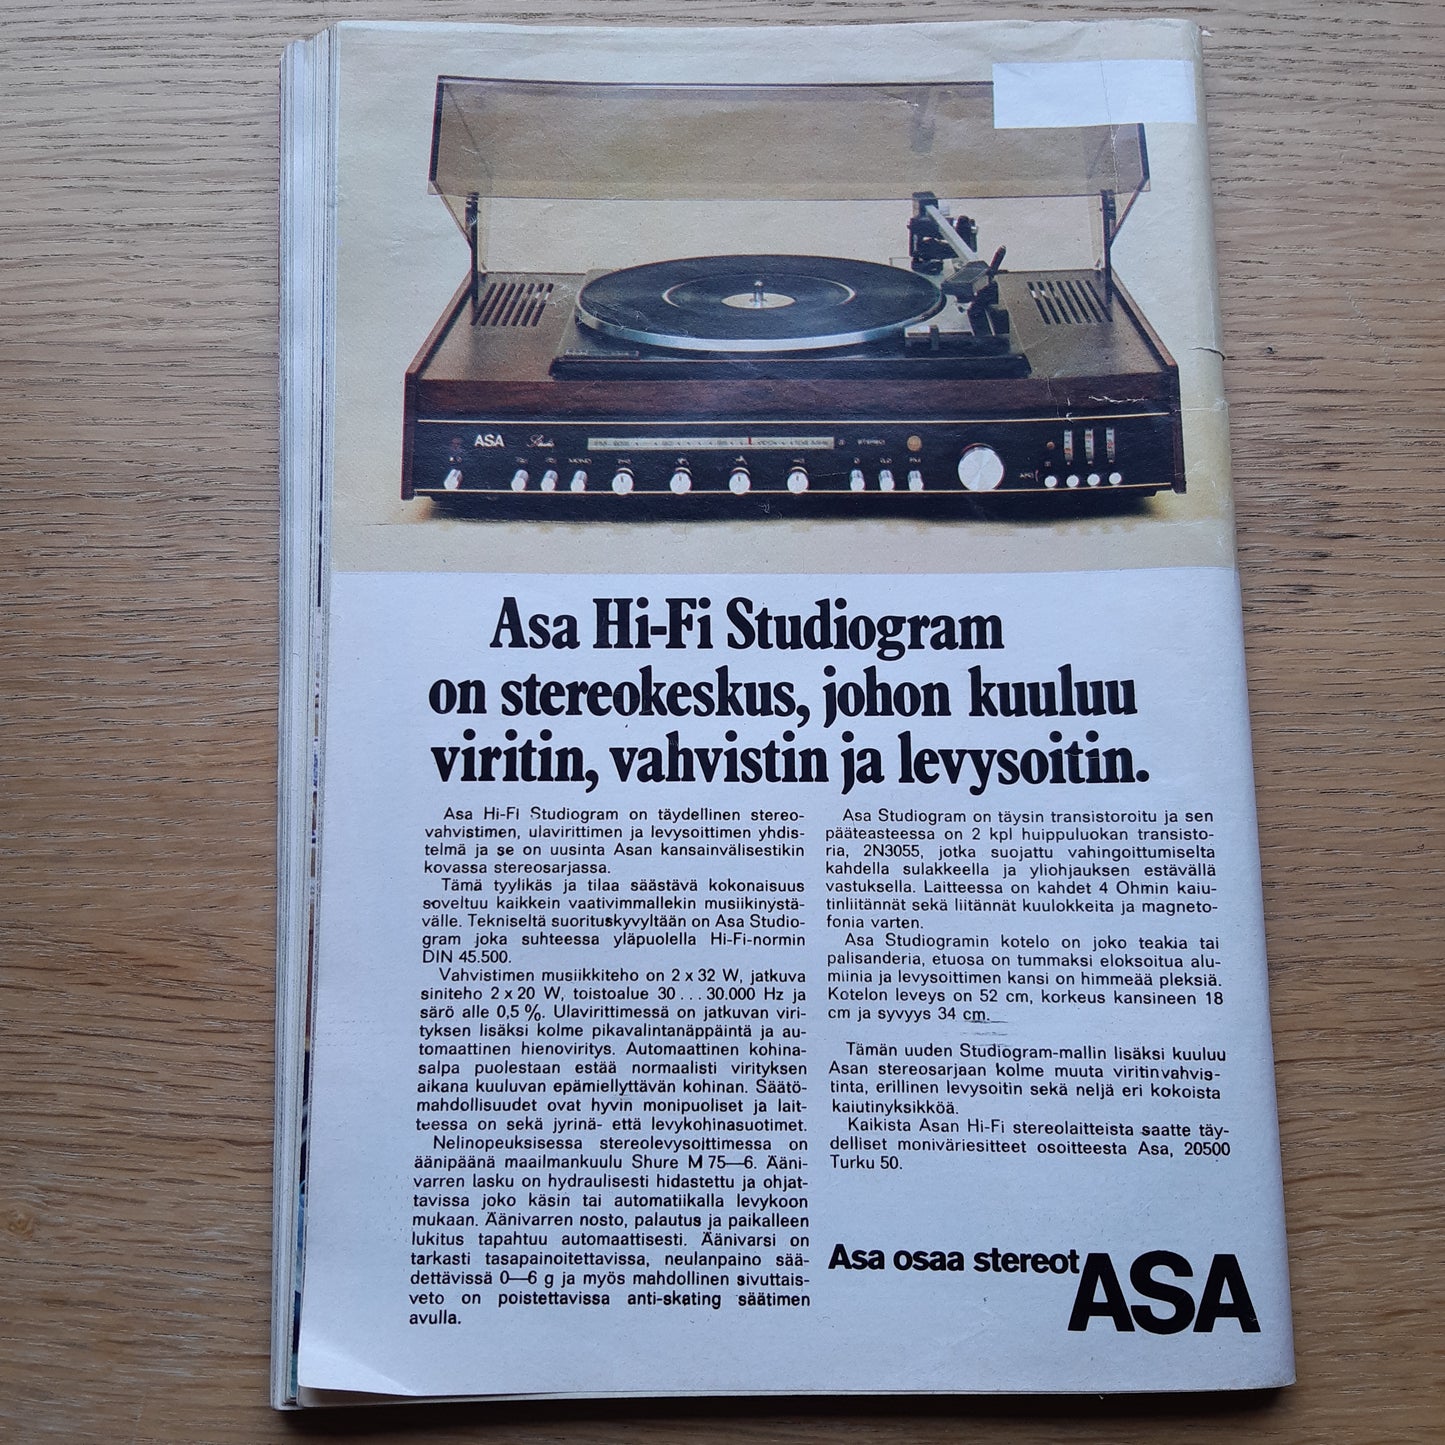 ASA Studio
STEREO
MONO
AFC
Asa Hi-Fi Studiogram
on stereokeskus, johon kuuluu
viritin, vahvistin ja levysoitin.
Asa Hi-FI Studiogram on täydellinen stereo-
vahvistimen, ulavirittimen ja levysoittimen yhdis-
telmä ja se on uusinta Asan kansainvälisestikin
kovassa stereosarjassa.
Tämä tyylikäs ja tilaa säästävä kokonaisuus
soveltuu kaikkein vaativimmallekin musiikinystä-
välle. Tekniseltä suorituskyvyltään on Asa Studio-
gram joka suhteessa yläpuolella Hi-Fi-normin
DIN 45.500.
Vahvistimen musiikkiteho on 2 x 32 W, jatkuva
siniteho 2 x 20 W, toistoalue 30 . . . 30.000 Hz ja
särö alle 0,5 %. Ulavirittimessä on jatkuvan viri-
tyksen lisäksi kolme pikavalintanäppäintä ja au-
tomaattinen hienoviritys. Automaattinen kohina-
salpa puolestaan estää normaalisti virityksen
aikana kuuluvan epämiellyttävän kohinan. Säätö-
mahdollisuudet ovat hyvin monipuoliset ja lait-
teessa on sekä jyrinä- että levykohinasuotimet.
Nelinopeuksisessa stereolevysoittimessa on
äänipäänä maailmankuulu Shure M 75—6. Ääni-
varren lasku on hydraulisesti hidastettu ja ohjat-
tavissa joko käsin tai automatiikalla levykoon
mukaan. Äänivarren nosto, palautus ja paikalleen
lukitus tapahtuu automaattisesti. Äänivarsi on
tarkasti tasapainoitettavissa, neulanpaino sää-
dettävissä 0—6 g ja myös mahdollinen sivuttais-
veto on poistettavissa anti-skating säätimen
avulla.
Asa Studiogram on täysin transistoroitu ja sen
pääteasteessa on 2 kpl huippuluokan transisto-
ria, 2N3055, jotka suojattu vahingoittumiselta
kahdella sulakkeella ja yliohjauksen estävällä
vastuksella. Laitteessa on kahdet 4 Ohmin kaiu-
tinliitännät sekä liitännät kuulokkeita ja magneto-
fonia varten.
Asa Studiogramin kotelo on joko teakia tai
palisanderia, etuosa on tummaksi eloksoitua alu-
miinia ja levysoittimen kansi on himmeää pleksiä.
Kotelon leveys on 52 cm, korkeus kansineen 18
cm ja syvyys 34 cm.
Tämän uuden Studiogram-mallin lisäksi kuuluu
Asan stereosarjaan kolme muuta viritinvahvis-
tinta, erillinen levysoitin sekä neljä eri kokoista
kaiutinyksikköä.
Kaikista Asan Hi-Fi stereolaitteista saatte täy-
delliset moniväriesitteet osoitteesta Asa, 20500
Turku 50.
Asa osaa stereot ASA